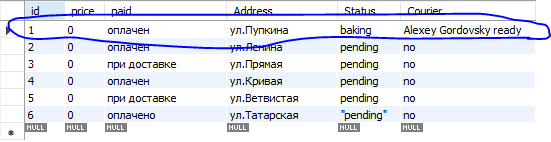 id price paid Address Status Courier
1 0 оплачен ул.Пупкина baking Alexey Gordovsky ready
2 0 оплачен ул.Ленина pending no
3 0 при доставке ул.Прямая pending no
4 0 оплачен ул.Кривая pending no
5 0 при доставке ул.Ветвистая pending no
6 0 оплачено ул.Татарская "pending" no
NULL NULL NULL NULL NULL NULL